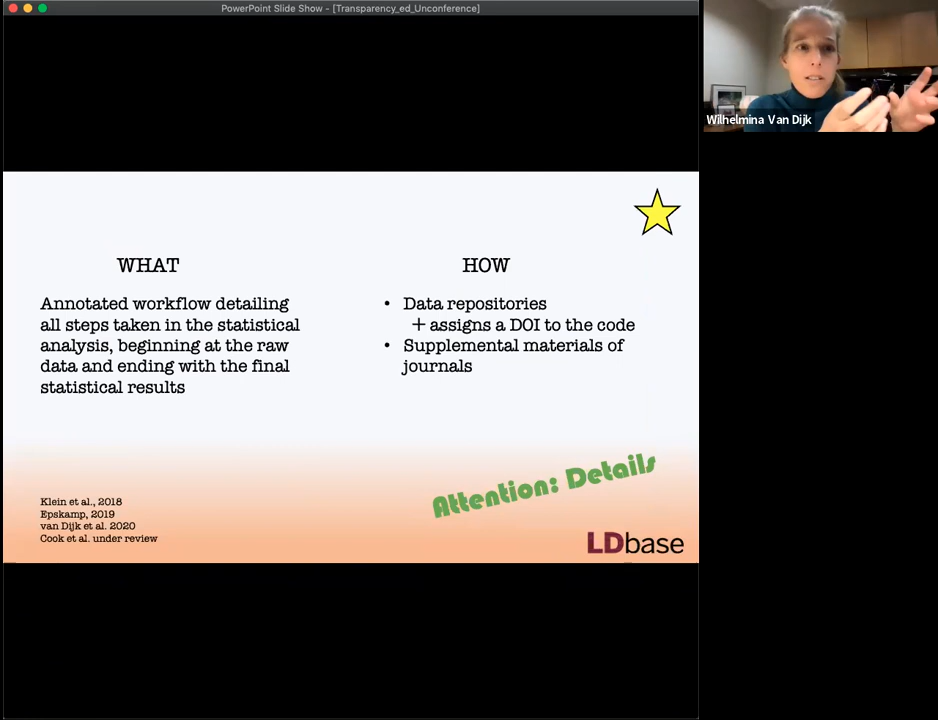 PowerPoint Slide Show - [Transparency_ed_Unconference]
Wilhelmina Van Dijk
WHAT
Annotated workflow detailing
all steps taken in the statistical
analysis, beginning at the raw
data and ending with the final
statistical results
HOW
• Data repositories
+ assigns a DOI to the code
• Supplemental materials of
journals
Attention: Details
Klein et al., 2018
Epskamp, 2019
van Dijk et al. 2020
Cook et al. under review
LDbase